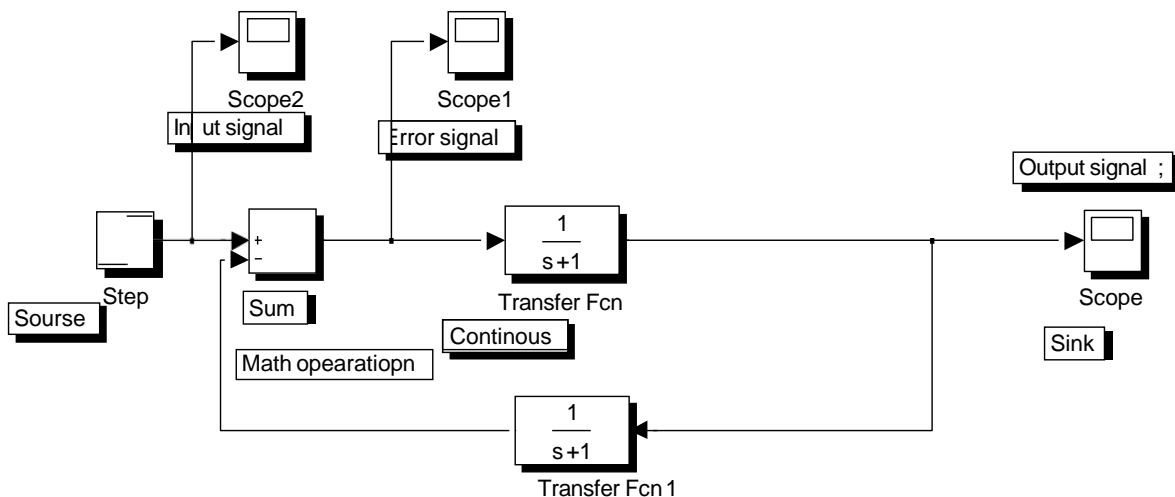 Scope2
Scope1
In ut signal
Error signal
Output signal ;
+
−
1
s+1
Step
Sum
Transfer Fcn
Scope
Sourse
Continous
Sink
Math opearatiopn
1
s+1
Transfer Fcn 1